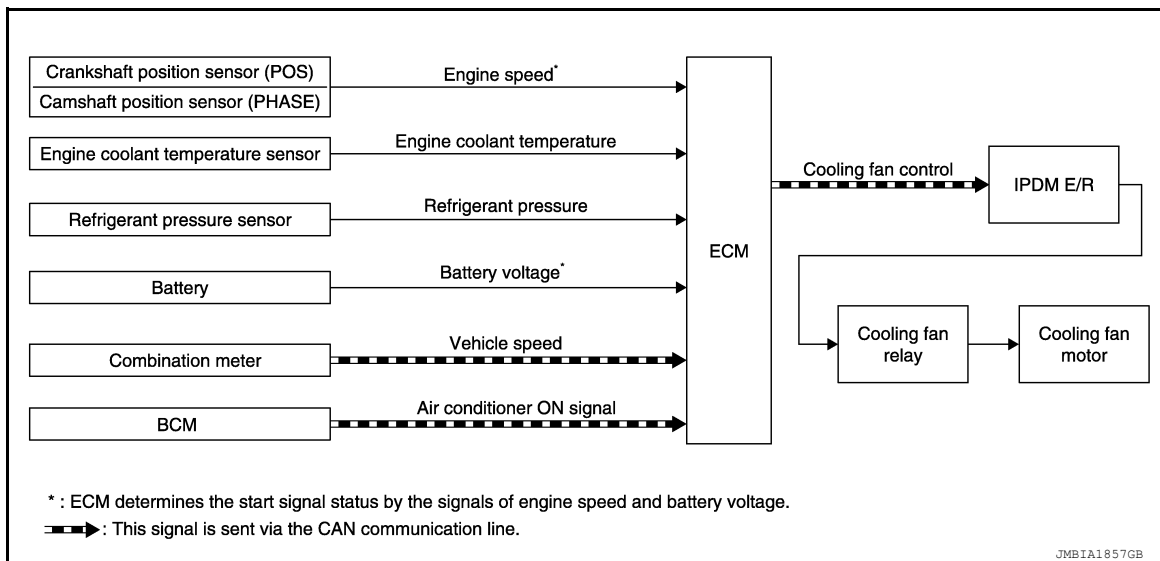 Crankshaft position sensor (POS)
Camshaft position sensor (PHASE)
Engine speed*
Engine coolant temperature sensor
Engine coolant temperature
Refrigerant pressure sensor
Refrigerant pressure
Battery
Battery voltage*
Combination meter
Vehicle speed
BCM
Air conditioner ON signal
ECM
Cooling fan control
IPDM E/R
Cooling fan
relay
Cooling fan
motor
* : ECM determines the start signal status by the signals of engine speed and battery voltage.
: This signal is sent via the CAN communication line.
JMBIA1857GB